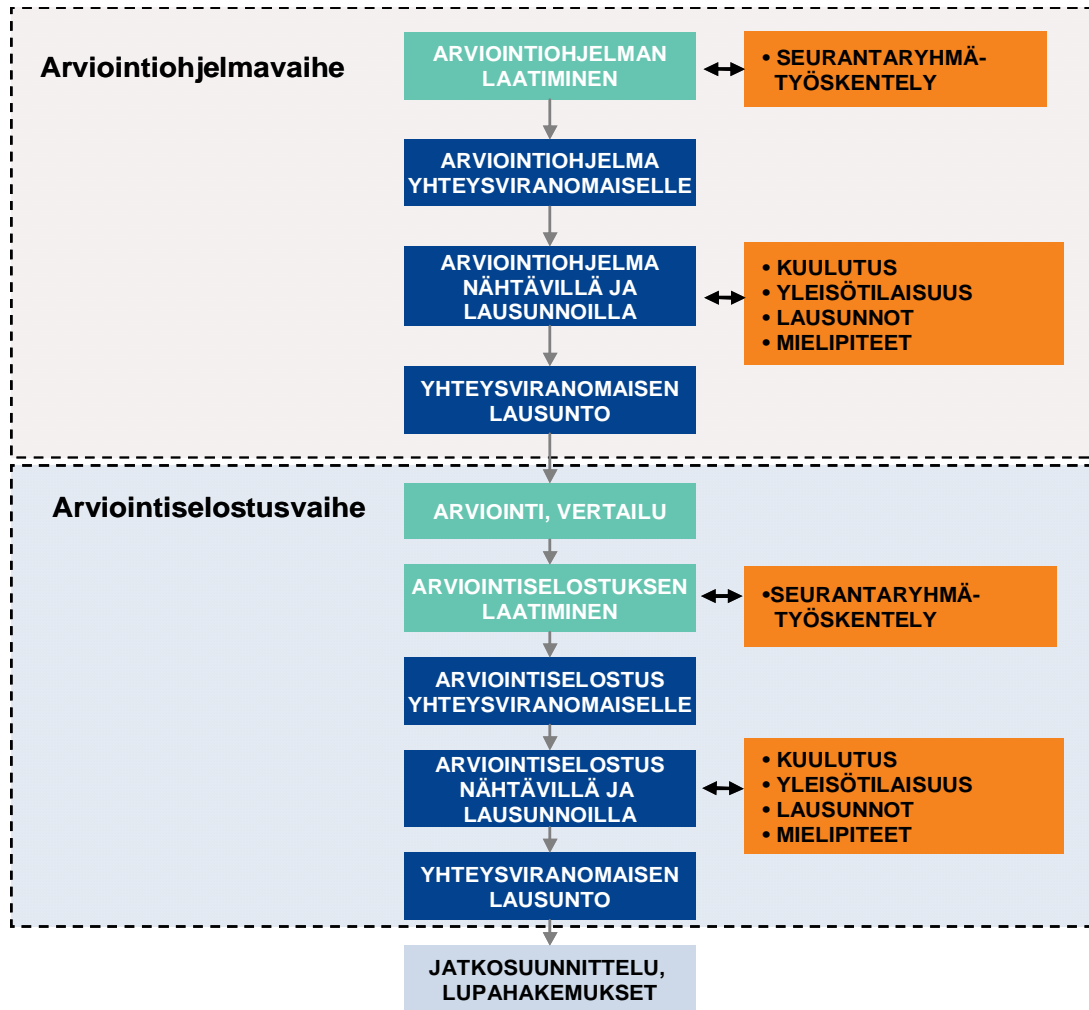 Arviointiohjelmavaihe
ARVIOINTIOHJELMAN
LAATIMINEN
• SEURANTARYHMÄ-
TYÖSKENTELY
ARVIOINTIOHJELMA
YHTEYSVIRANOMAISELLE
ARVIOINTIOHJELMA
NÄHTÄVILLÄ JA
LAUSUNNOILLA
• KUULUTUS
• YLEISÖTILAISUUS
• LAUSUNNOT
• MIELIPITEET
YHTEYSVIRANOMAISEN
LAUSUNTO
Arviointiselostusvaihe
ARVIOINTI, VERTAILU
ARVIOINTISELOSTUKSEN
LAATIMINEN
•SEURANTARYHMÄ-
TYÖSKENTELY
ARVIOINTISELOSTUS
YHTEYSVIRANOMAISELLE
ARVIOINTISELOSTUS
NÄHTÄVILLÄ JA
LAUSUNNOILLA
• KUULUTUS
• YLEISÖTILAISUUS
• LAUSUNNOT
• MIELIPITEET
YHTEYSVIRANOMAISEN
LAUSUNTO
JATKOSUUNNITTELU,
LUPAHAKEMUKSET